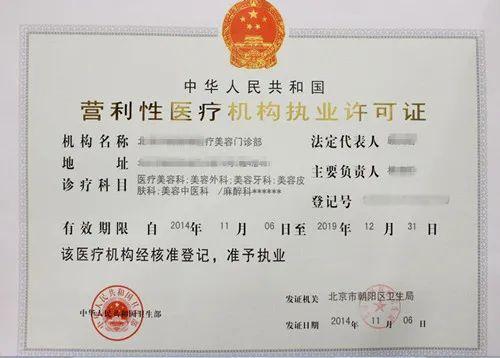 中华人民共和国
营利性医疗机构执业许可证
机构名称 北 疗美容门诊部 法定代表人
地 址 主要负责人
诊疗科目 医疗美容科;美容外科;美容牙科;美容皮
肤科;美容中医科 /麻醉科******
登记号
有效期限自 2014 年 11 月 06 日至 2019 年 12 月 31 日
该医疗机构经核准登记，准予执业
中华人民共和国卫生部
发证机关 北京市朝阳区卫生局
发证日期 2014 年 11 月 06 日